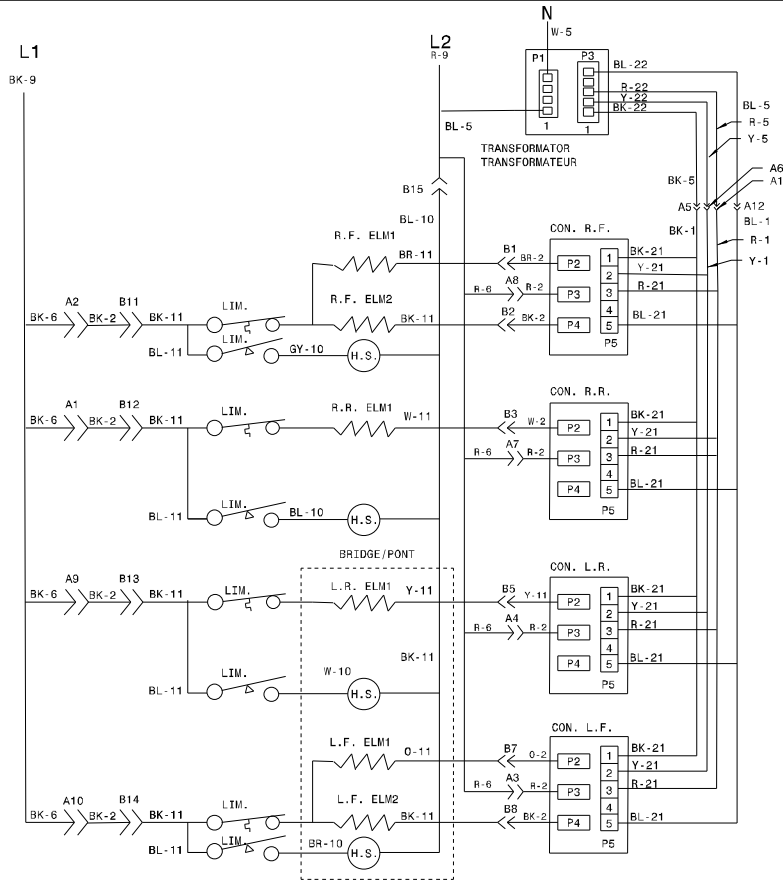 N
W-5
L1
L2
R-9
BK-9
P1
P3
1
1
BL-22
R-22
Y-22
BK-22
BL-5
R-5
Y-5
BL-5
TRANSFORMATOR
TRANSFORMATEUR
A6
A1
BK-5
B15
A5
A12
BL-10
BK-1
BL-1
R-1
Y-1
R.F. ELM1
BR-11
B1
BR-2
CON. R.F.
P2
P3
P4
1
2
3
4
5
P5
BK-21
Y-21
R-21
BL-21
R-6
A8
R-2
A2
B11
BK-6
BK-2
BK-11
LIM.
R.F. ELM2
BK-11
B2
BK-2
BL-11
LIM.
GY-10
H.S.
A1
B12
BK-6
BK-2
BK-11
LIM.
R.R. ELM1
W-11
B3
W-2
CON. R.R.
P2
P3
P4
1
2
3
4
5
P5
BK-21
Y-21
R-21
BL-21
R-6
A7
R-2
BL-11
LIM.
BL-10
H.S.
BRIDGE/PONT
A9
B13
BK-6
BK-2
BK-11
LIM.
L.R. ELM1
Y-11
B5
Y-11
CON. L.R.
P2
P3
P4
1
2
3
4
5
P5
BK-21
Y-21
R-21
BL-21
R-6
A4
R-2
BK-11
BL-11
LIM.
W-10
H.S.
L.F. ELM1
O-11
B7
O-2
CON. L.F.
P2
P3
P4
1
2
3
4
5
P5
BK-21
Y-21
R-21
BL-21
R-6
A3
R-2
A10
B14
BK-6
BK-2
BK-11
LIM.
L.F. ELM2
BK-11
B8
BK-2
BL-11
LIM.
BR-10
H.S.